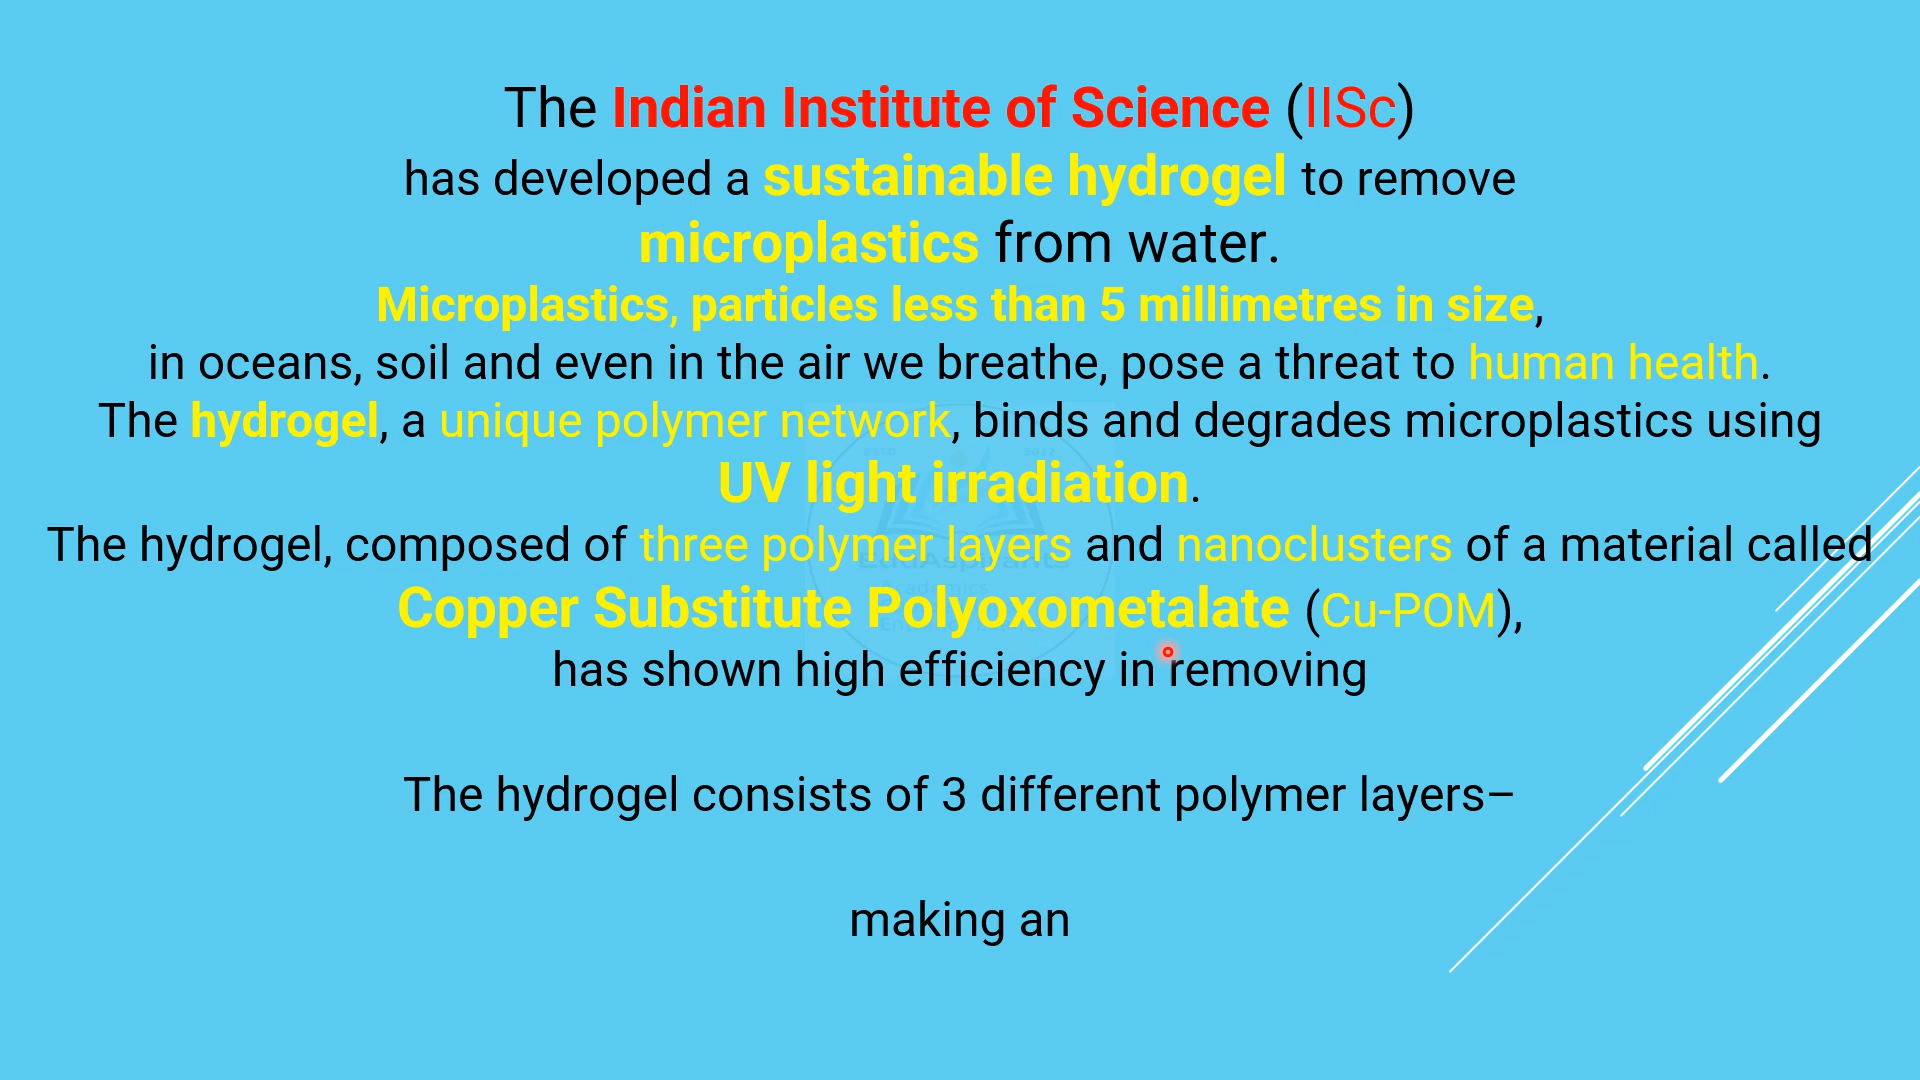 The Indian Institute of Science (IISc)
has developed a sustainable hydrogel to remove
microplastics from water.
Microplastics, particles less than 5 millimetres in size,
in oceans, soil and even in the air we breathe, pose a threat to human health.
The hydrogel, a unique polymer network, binds and degrades microplastics using
UV light irradiation.
The hydrogel, composed of three polymer layers and nanoclusters of a material called
EduAspirants
Copper Substitute Polyoxometalate (Cu-POM),
has shown high efficiency in removing
The hydrogel consists of 3 different polymer layers–
making an